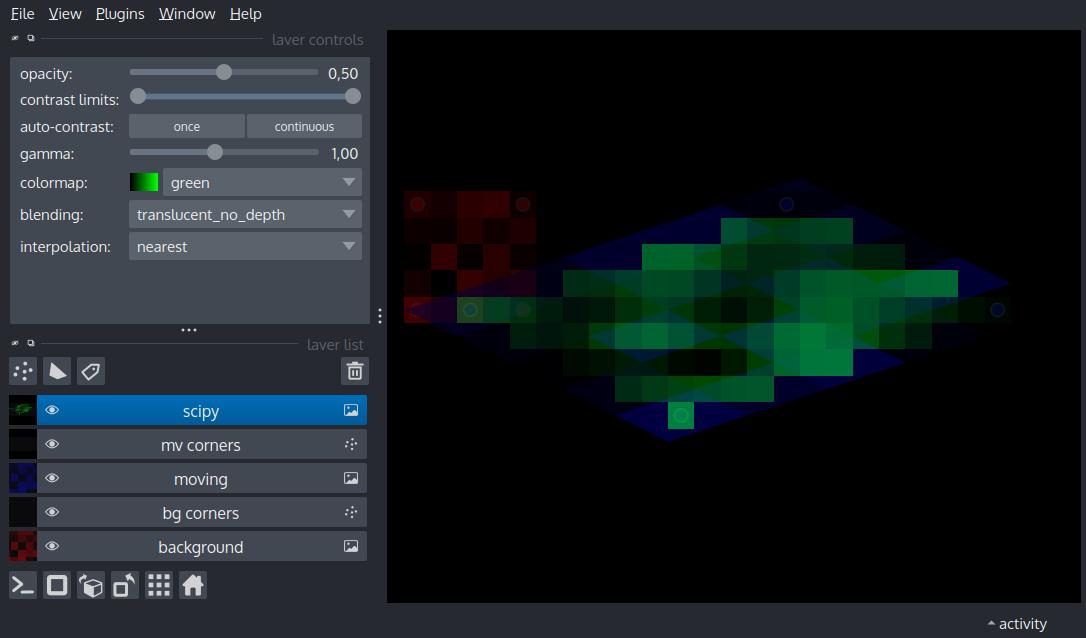 File View Plugins Window Help
layer controls
opacity: 0,50
contrast limits:
auto-contrast: once continuous
gamma: 1,00
colormap: green
blending: translucent_no_depth
interpolation: nearest
layer list
scipy
mv corners
moving
bg corners
background
activity